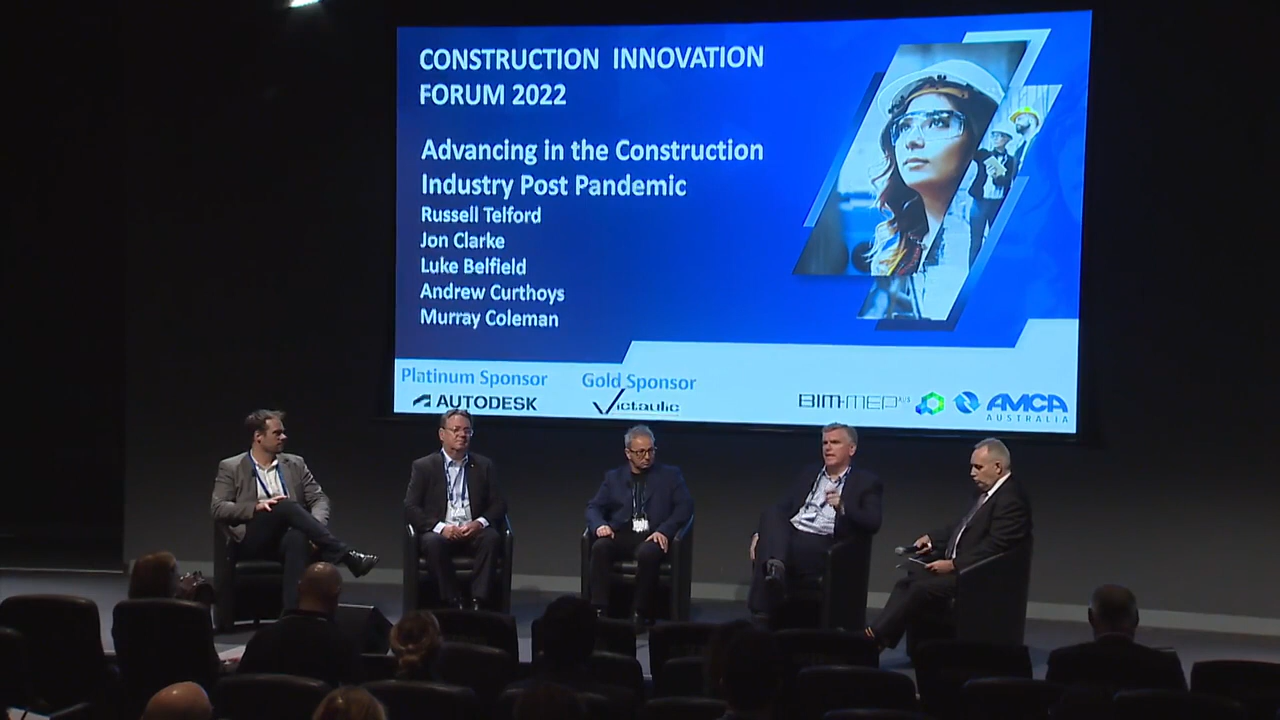 CONSTRUCTION INNOVATION
FORUM 2022
Advancing in the Construction
Industry Post Pandemic
Russell Telford
Jon Clarke
Luke Belfield
Andrew Curthoys
Murray Coleman
Platinum Sponsor
Gold Sponsor
AUTODESK
Victaulic
BIM-MEP AUS
AMCA
AUSTRALIA